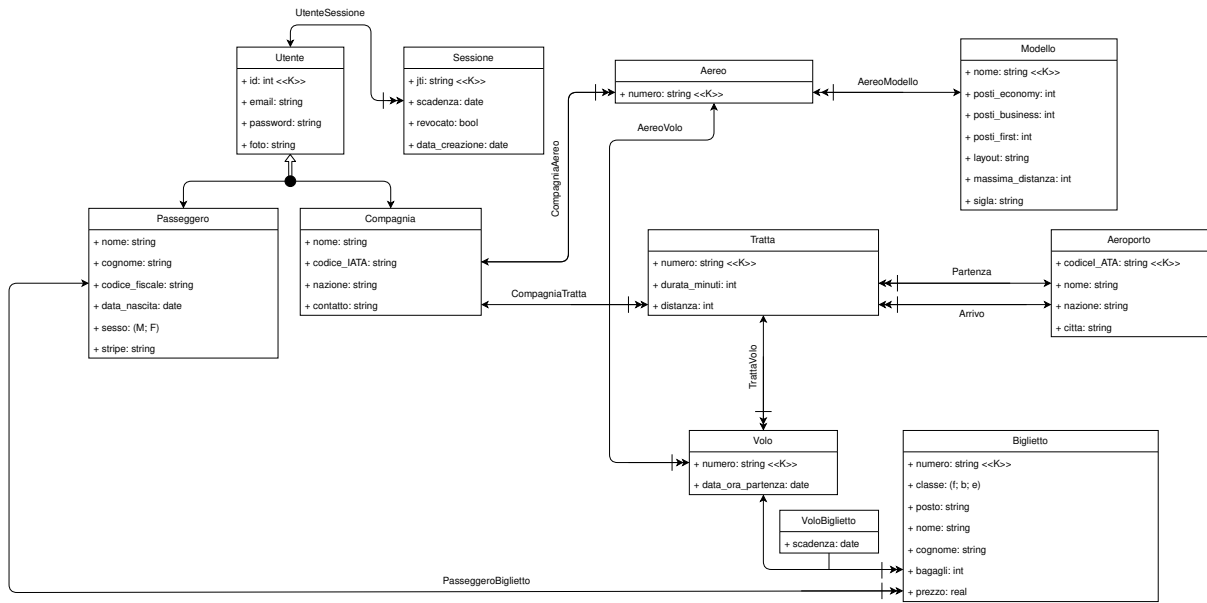 UtenteSessione
Utente
+ id: int <<K>>
+ email: string
+ password: string
+ foto: string
Sessione
+ jti: string <<K>>
+ scadenza: date
+ revocato: bool
+ data_creazione: date
Aereo
+ numero: string <<K>>
AereoModello
Modello
+ nome: string <<K>>
+ posti_economy: int
+ posti_business: int
+ posti_first: int
+ layout: string
+ massima_distanza: int
+ sigla: string
AereoVolo
CompagniaAereo
Passeggero
+ nome: string
+ cognome: string
+ codice_fiscale: string
+ data_nascita: date
+ sesso: (M; F)
+ stripe: string
Compagnia
+ nome: string
+ codice_IATA: string
+ nazione: string
+ contatto: string
CompagniaTratta
Tratta
+ numero: string <<K>>
+ durata_minuti: int
+ distanza: int
Partenza
Arrivo
Aeroporto
+ codiceI_ATA: string <<K>>
+ nome: string
+ nazione: string
+ citta: string
TrattaVolo
Volo
+ numero: string <<K>>
+ data_ora_partenza: date
VoloBiglietto
+ scadenza: date
Biglietto
+ numero: string <<K>>
+ classe: (f; b; e)
+ posto: string
+ nome: string
+ cognome: string
+ bagagli: int
+ prezzo: real
PasseggeroBiglietto